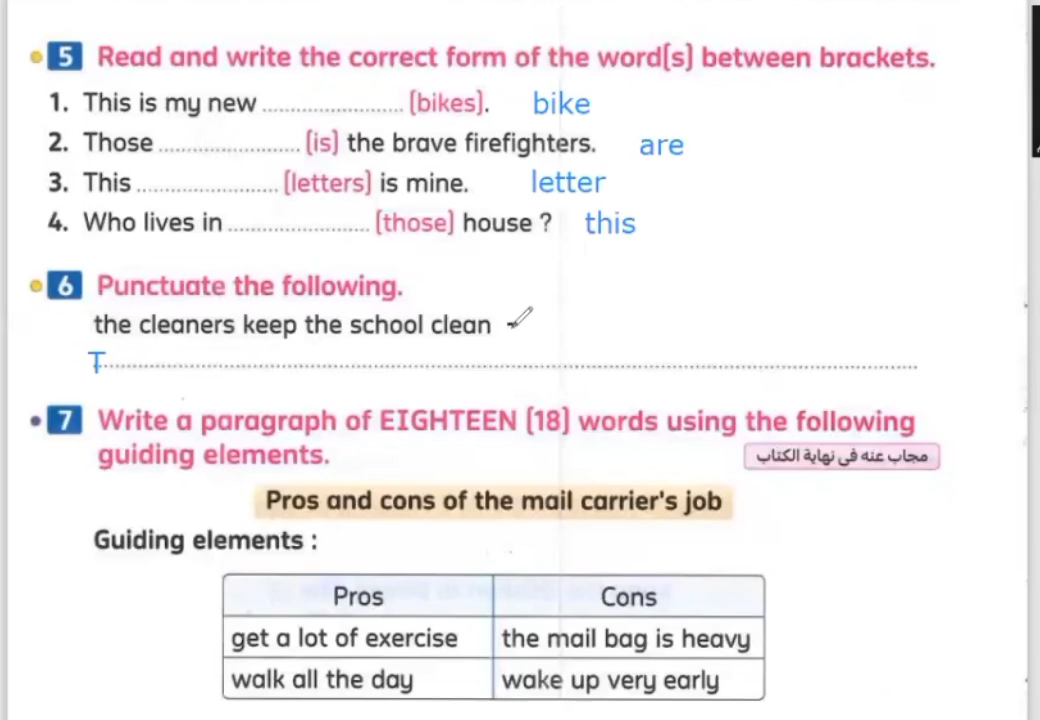 5 Read and write the correct form of the word(s) between brackets.
1. This is my new ........................ (bikes). bike
2. Those ........................ (is) the brave firefighters. are
3. This ........................ (letters) is mine. letter
4. Who lives in ........................ (those) house ? this
6 Punctuate the following.
the cleaners keep the school clean
T........................................................................
7 Write a paragraph of EIGHTEEN (18) words using the following
guiding elements.
مجاب عنه فى نهاية الكتاب
Pros and cons of the mail carrier's job
Guiding elements :
Pros Cons
get a lot of exercise the mail bag is heavy
walk all the day wake up very early